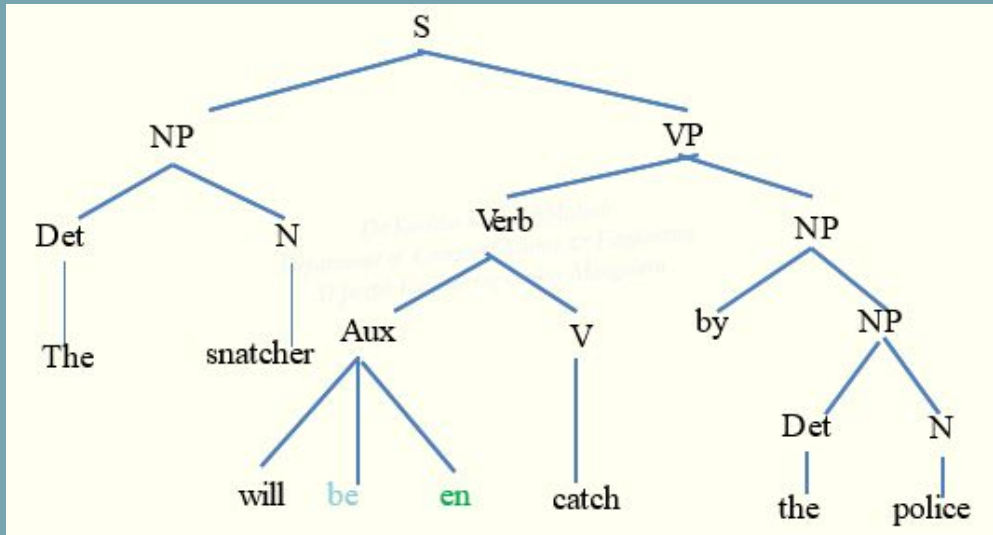 S
NP VP
Det N Verb NP
Aux V by NP
The snatcher
Det N
will be en catch the police